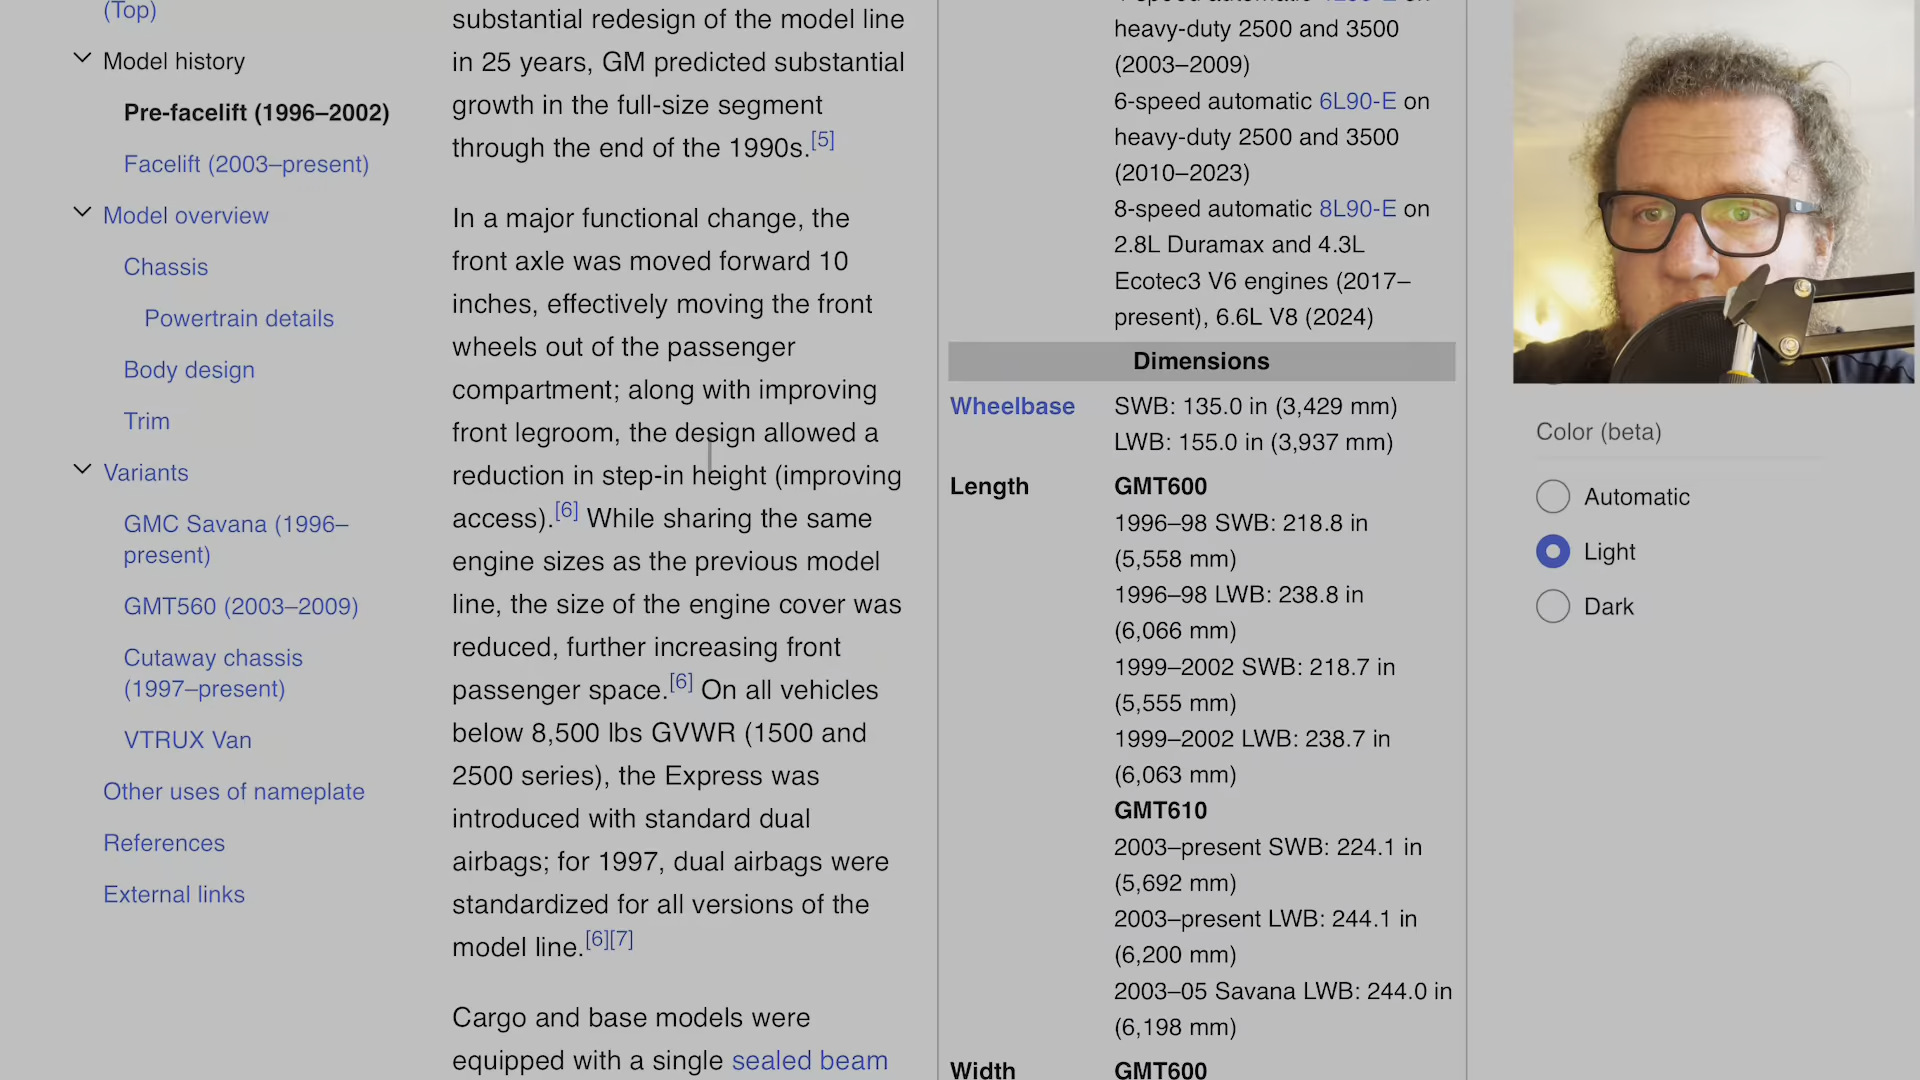 (Top)
Model history
Pre-facelift (1996–2002)
Facelift (2003–present)
Model overview
Chassis
Powertrain details
Body design
Trim
Variants
GMC Savana (1996–
present)
GMT560 (2003–2009)
Cutaway chassis
(1997–present)
VTRUX Van
Other uses of nameplate
References
External links
substantial redesign of the model line
in 25 years, GM predicted substantial
growth in the full-size segment
through the end of the 1990s.[5]
In a major functional change, the
front axle was moved forward 10
inches, effectively moving the front
wheels out of the passenger
compartment; along with improving
front legroom, the design allowed a
reduction in step-in height (improving
access).[6] While sharing the same
engine sizes as the previous model
line, the size of the engine cover was
reduced, further increasing front
passenger space.[6] On all vehicles
below 8,500 lbs GVWR (1500 and
2500 series), the Express was
introduced with standard dual
airbags; for 1997, dual airbags were
standardized for all versions of the
model line.[6][7]
Cargo and base models were
equipped with a single sealed beam
heavy-duty 2500 and 3500
(2003–2009)
6-speed automatic 6L90-E on
heavy-duty 2500 and 3500
(2010–2023)
8-speed automatic 8L90-E on
2.8L Duramax and 4.3L
Ecotec3 V6 engines (2017–
present), 6.6L V8 (2024)
Dimensions
Wheelbase SWB: 135.0 in (3,429 mm)
LWB: 155.0 in (3,937 mm)
Length GMT600
1996–98 SWB: 218.8 in
(5,558 mm)
1996–98 LWB: 238.8 in
(6,066 mm)
1999–2002 SWB: 218.7 in
(5,555 mm)
1999–2002 LWB: 238.7 in
(6,063 mm)
GMT610
2003–present SWB: 224.1 in
(5,692 mm)
2003–present LWB: 244.1 in
(6,200 mm)
2003–05 Savana LWB: 244.0 in
(6,198 mm)
Width GMT600
Color (beta)
Automatic
Light
Dark